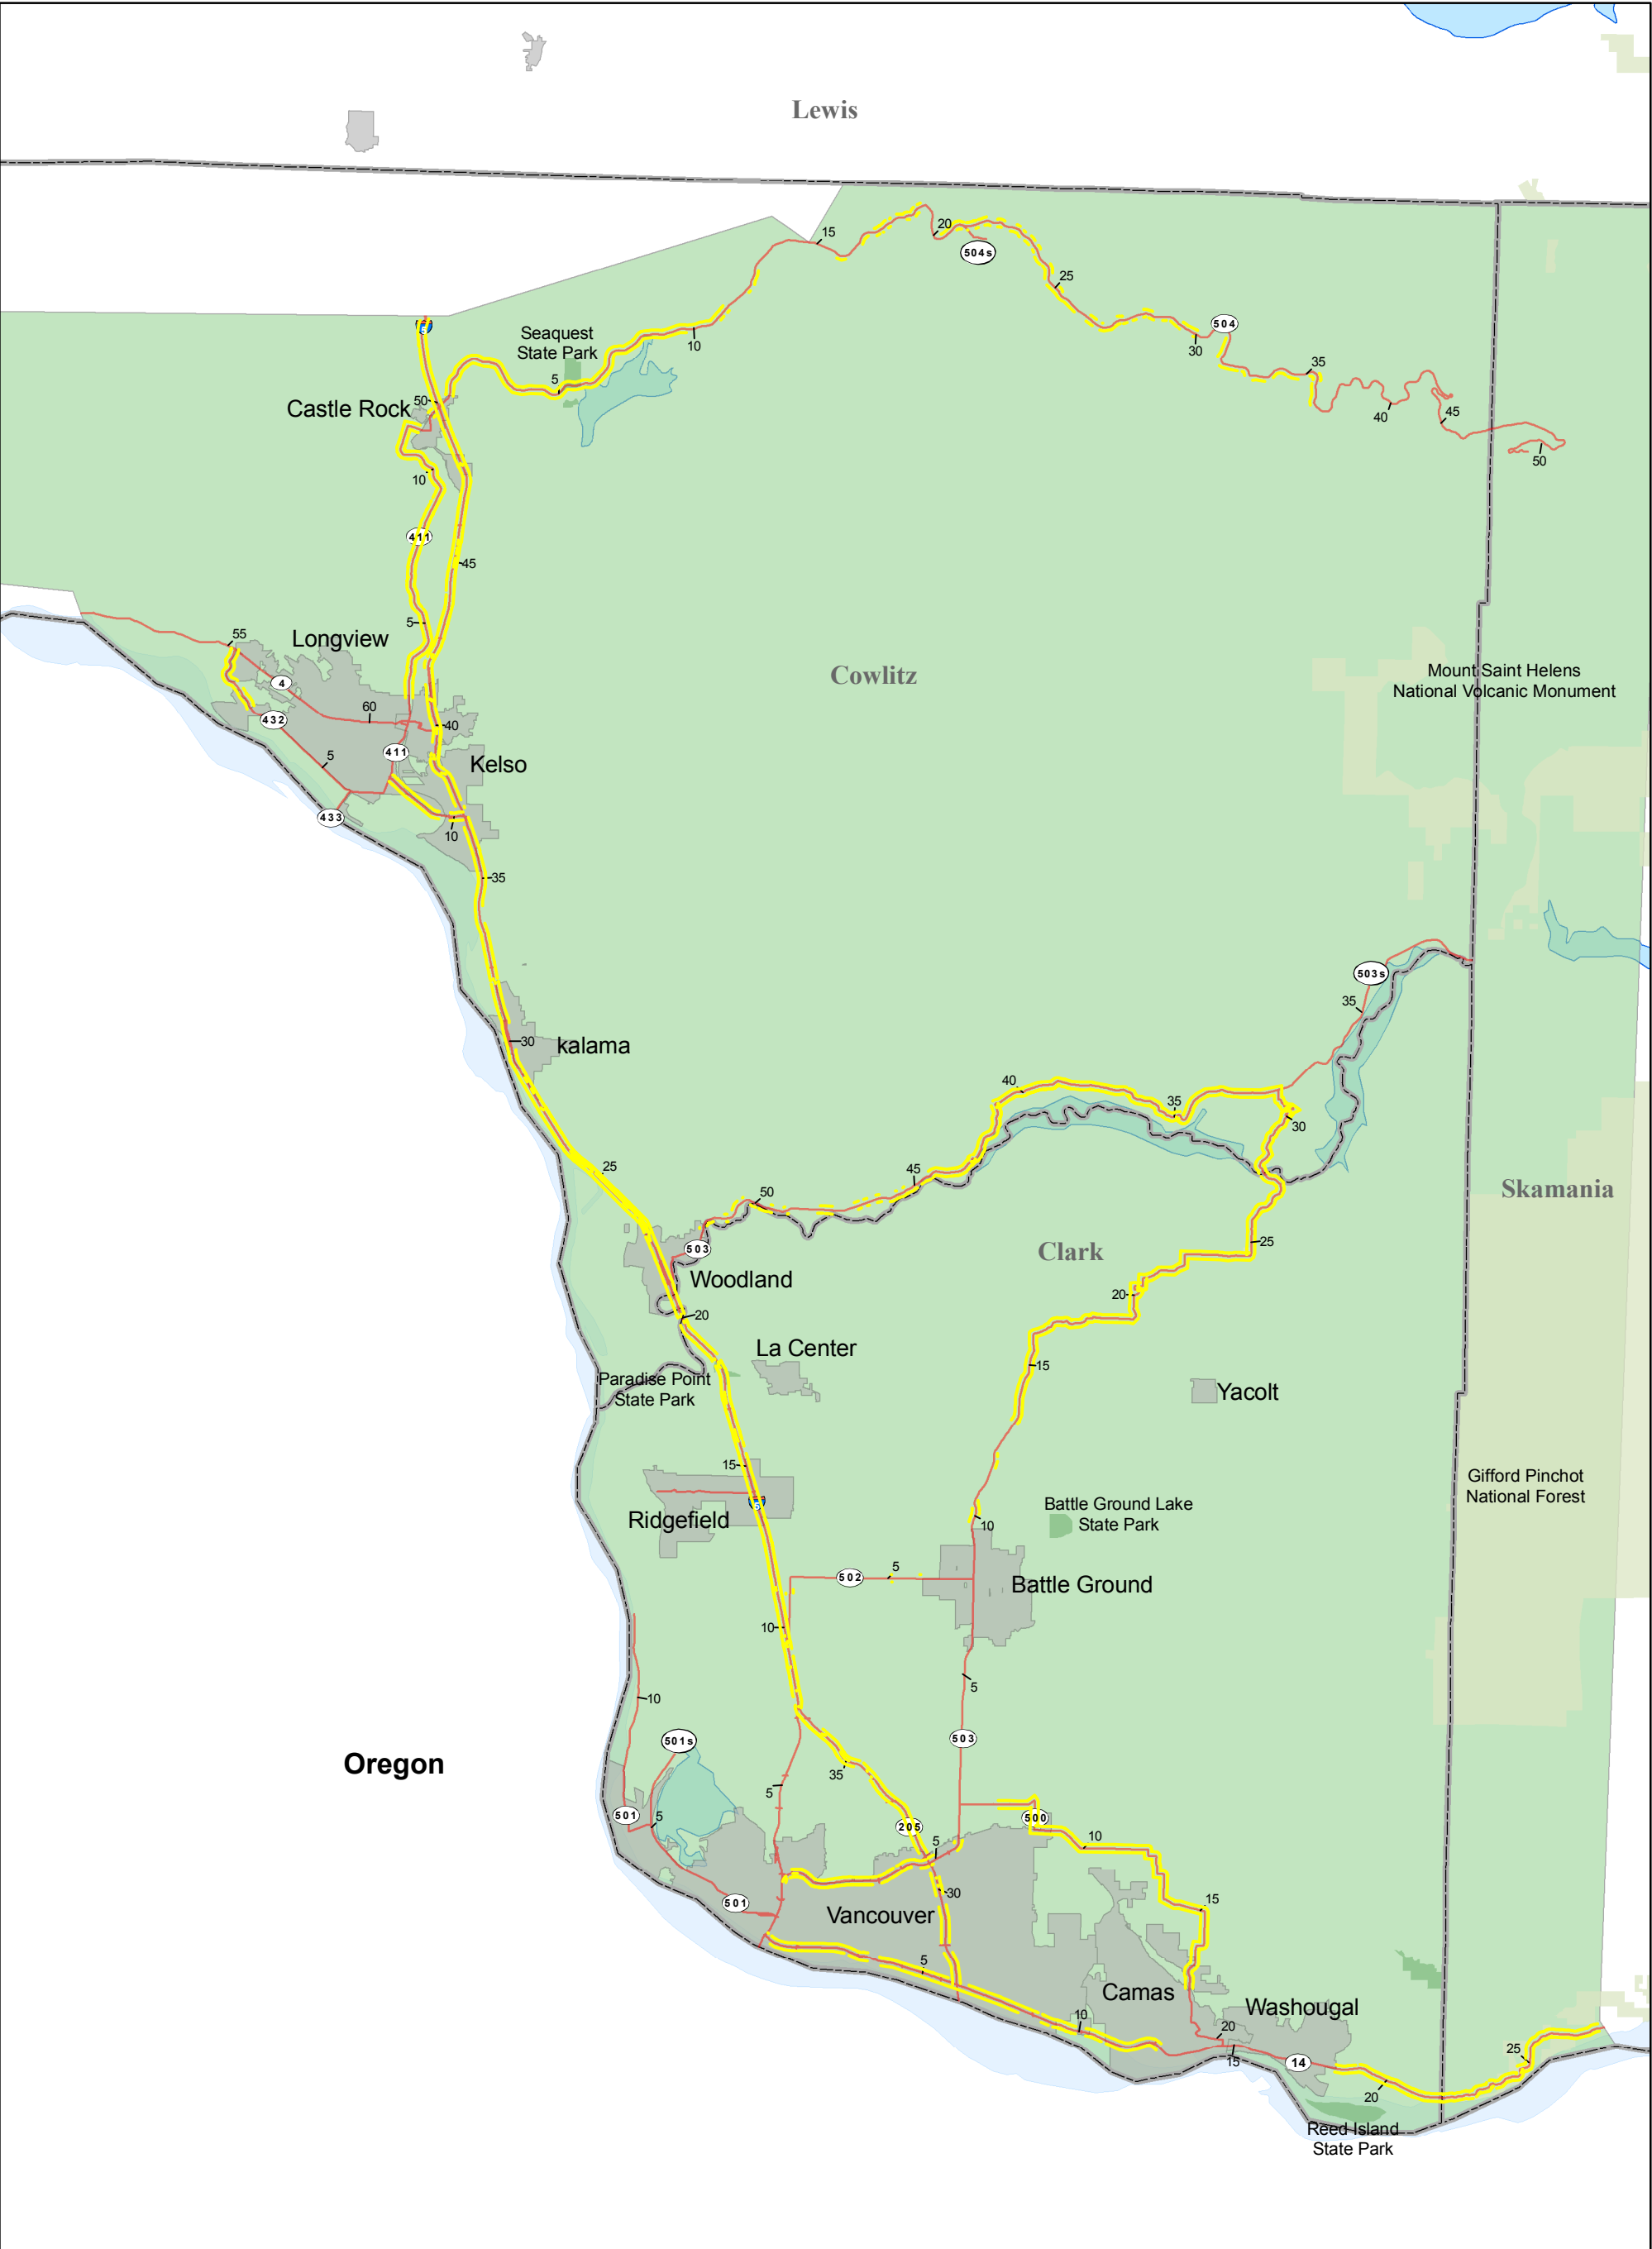 Lewis
15
20
504s
25
5
Seaquest
State Park
10
504
30
35
5
50
Castle Rock
40
45
10
50
411
45
5
55
Longview
Cowlitz
Mount Saint Helens
National Volcanic Monument
4
60
432
40
411
5
Kelso
433
10
35
503s
35
30
kalama
40
35
30
25
45
Skamania
50
503
Clark
25
Woodland
20
20
La Center
15
Paradise Point
State Park
Yacolt
15
Gifford Pinchot
National Forest
5
Battle Ground Lake
State Park
Ridgefield
10
5
502
Battle Ground
10
5
10
503
501s
Oregon
35
5
501
5
205
500
10
5
30
15
501
Vancouver
5
Camas
Washougal
10
20
15
14
25
20
Reed Island
State Park